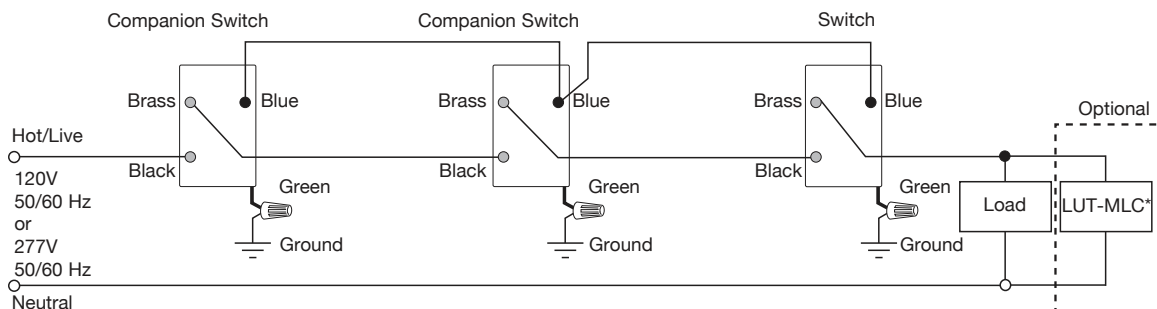 Companion Switch
Companion Switch
Switch
Brass
Blue
Brass
Blue
Brass
Blue
Optional
Hot/Live
Black
Black
Black
120V
50/60 Hz
or
277V
50/60 Hz
Green
Green
Green
Load
LUT-MLC*
Ground
Ground
Ground
Neutral